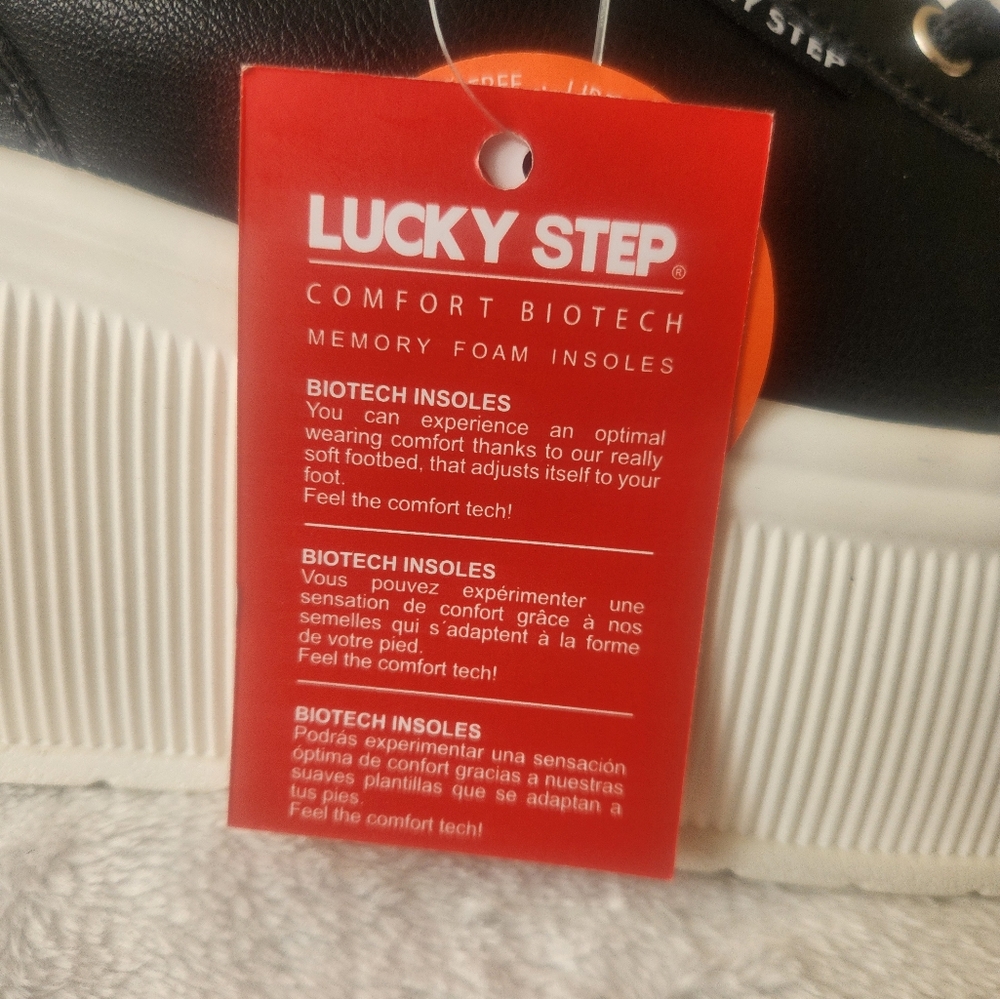 Y STEP
FREE
LUCKY STEP®
COMFORT BIOTECH
MEMORY FOAM INSOLES
BIOTECH INSOLES
You can experience an optimal
wearing comfort thanks to our really
soft footbed, that adjusts itself to your
foot.
Feel the comfort tech!
BIOTECH INSOLES
Vous pouvez expérimenter une
sensation de confort grâce à nos
semelles qui s´adaptent à la forme
de votre pied.
Feel the comfort tech!
BIOTECH INSOLES
Podrás experimentar una sensación
óptima de confort gracias a nuestras
suaves plantillas que se adaptan a
tus pies.
Feel the comfort tech!